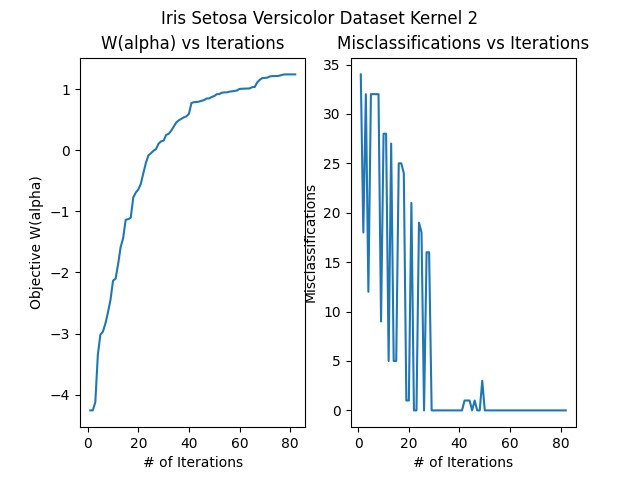 Iris Setosa Versicolor Dataset Kernel 2
W(alpha) vs Iterations
Objective W(alpha)
1
0
−1
−2
−3
−4
0 20 40 60 80
# of Iterations
Misclassifications vs Iterations
Misclassifications
35
30
25
20
15
10
5
0
0 20 40 60 80
# of Iterations